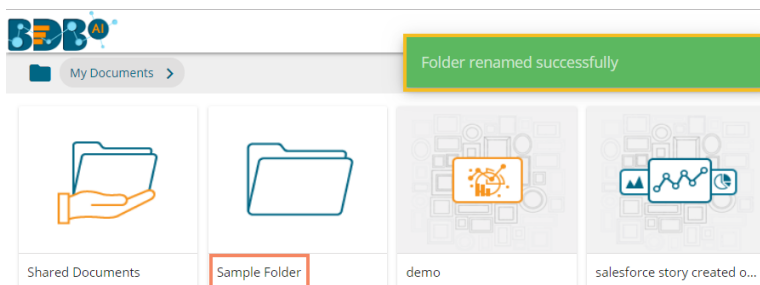 BDB AI
Folder renamed successfully
My Documents
Shared Documents
Sample Folder
demo
salesforce story created o...